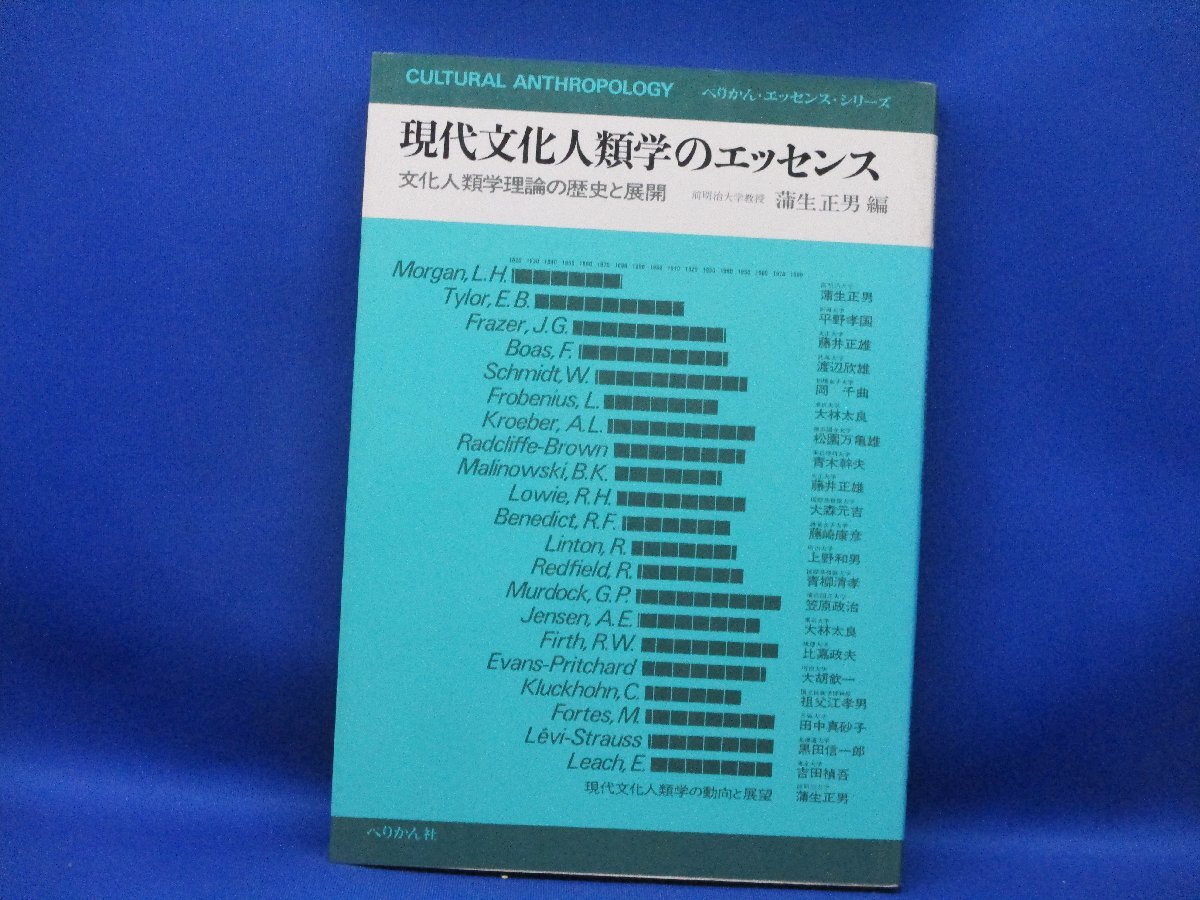 CULTURAL ANTHROPOLOGY ぺりかん・エッセンス・シリーズ
現代文化人類学のエッセンス
文化人類学理論の歴史と展開 前明治大学教授 蒲生正男 編
Morgan, L.H. 蒲生正男
Tylor, E.B. 平野孝国
Frazer, J.G. 藤井正雄
Boas, F. 渡辺欣雄
Schmidt, W. 岡 千曲
Frobenius, L. 大林太良
Kroeber, A.L. 松園万亀雄
Radcliffe-Brown 青木幹夫
Malinowski, B.K. 藤井正雄
Lowie, R.H. 大森元吉
Benedict, R.F. 藤崎康彦
Linton, R. 上野和男
Redfield, R. 青柳清孝
Murdock, G.P. 笠原政治
Jensen, A.E. 大林太良
Firth, R.W. 比嘉政夫
Evans-Pritchard 大胡欽一
Kluckhohn, C. 祖父江孝男
Fortes, M. 田中真砂子
Lévi-Strauss 黒田信一郎
Leach, E. 吉田禎吾
現代文化人類学の動向と展望 蒲生正男
ぺりかん社